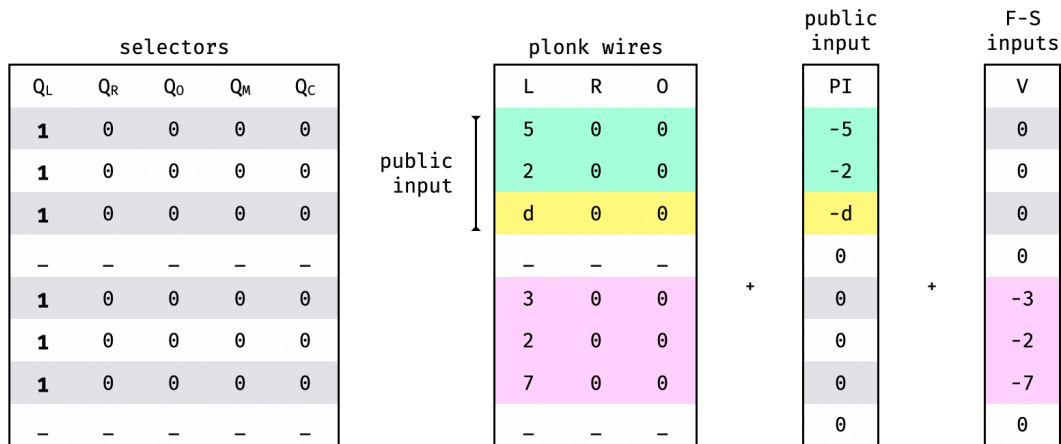 selectors
plonk wires
public
input
F-S
inputs
QL QR QO QM QC
L R O
PI
V
1 0 0 0 0
5 0 0
-5
0
1 0 0 0 0
public
input
2 0 0
-2
0
1 0 0 0 0
d 0 0
-d
0
_ _ _ _ _
_ _ _
0
0
1 0 0 0 0
3 0 0
+
0
+
-3
1 0 0 0 0
2 0 0
0
-2
1 0 0 0 0
7 0 0
0
-7
_ _ _ _ _
_ _ _
0
0